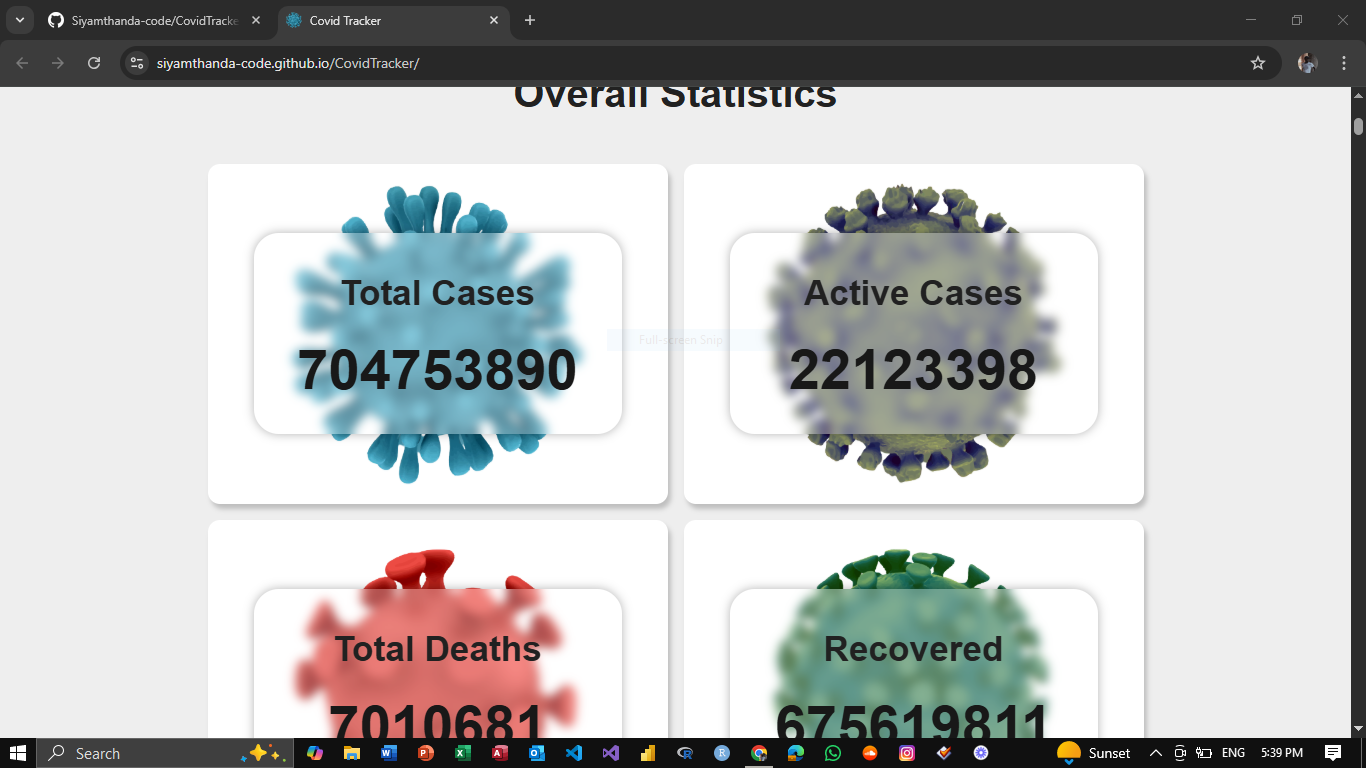 Siyamthanda-code/CovidTracke
Covid Tracker
siyamthanda-code.github.io/CovidTracker/
Overall Statistics
Total Cases
704753890
Active Cases
22123398
Full-screen Snip
Total Deaths
7010681
Recovered
675619811
Search
Sunset
ENG
5:39 PM